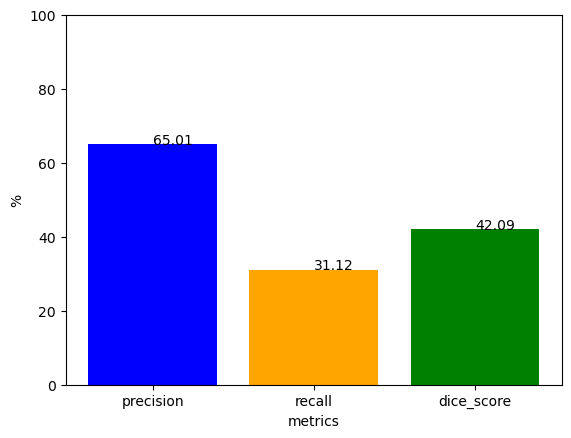 100
80
60
40
20
0
%
65.01
31.12
42.09
precision
recall
dice_score
metrics